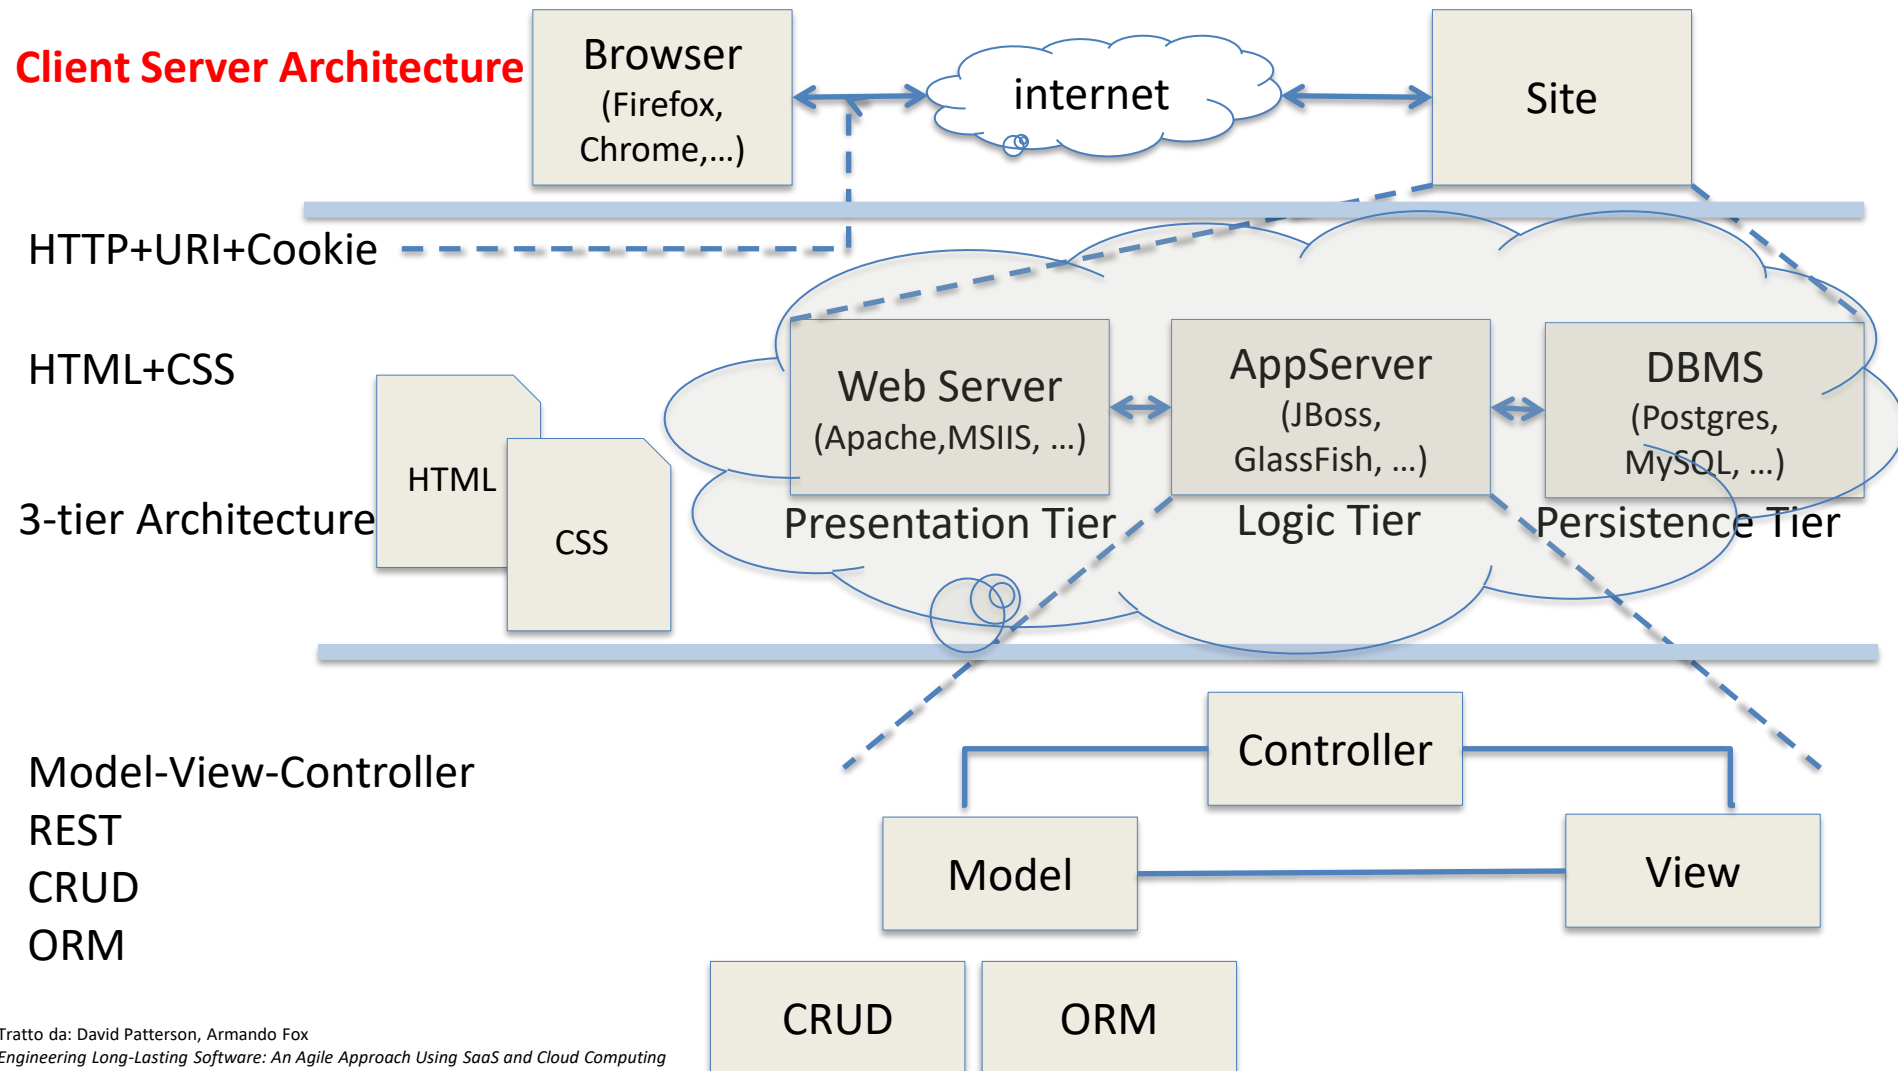 Client Server Architecture
Browser
(Firefox,
Chrome,...)
internet
Site
HTTP+URI+Cookie
HTML+CSS
3-tier Architecture
HTML
CSS
Web Server
(Apache,MSIIS, ...)
Presentation Tier
AppServer
(JBoss,
GlassFish, ...)
Logic Tier
DBMS
(Postgres,
MySQL, ...)
Persistence Tier
Model-View-Controller
REST
CRUD
ORM
Controller
Model
View
CRUD
ORM
Tratto da: David Patterson, Armando Fox
Engineering Long-Lasting Software: An Agile Approach Using SaaS and Cloud Computing